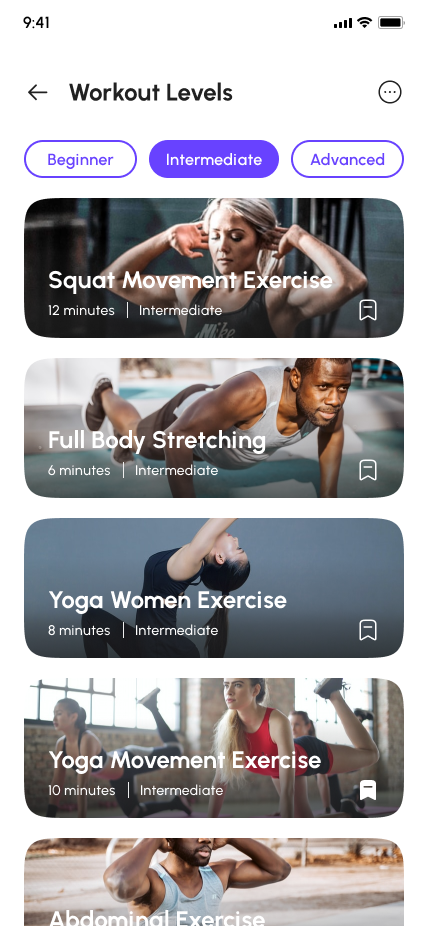 9:41
Workout Levels
Beginner Intermediate Advanced
Squat Movement Exercise
12 minutes Intermediate
Nike
Full Body Stretching
6 minutes Intermediate
Yoga Women Exercise
8 minutes Intermediate
Yoga Movement Exercise
10 minutes Intermediate
Abdominal Exercise